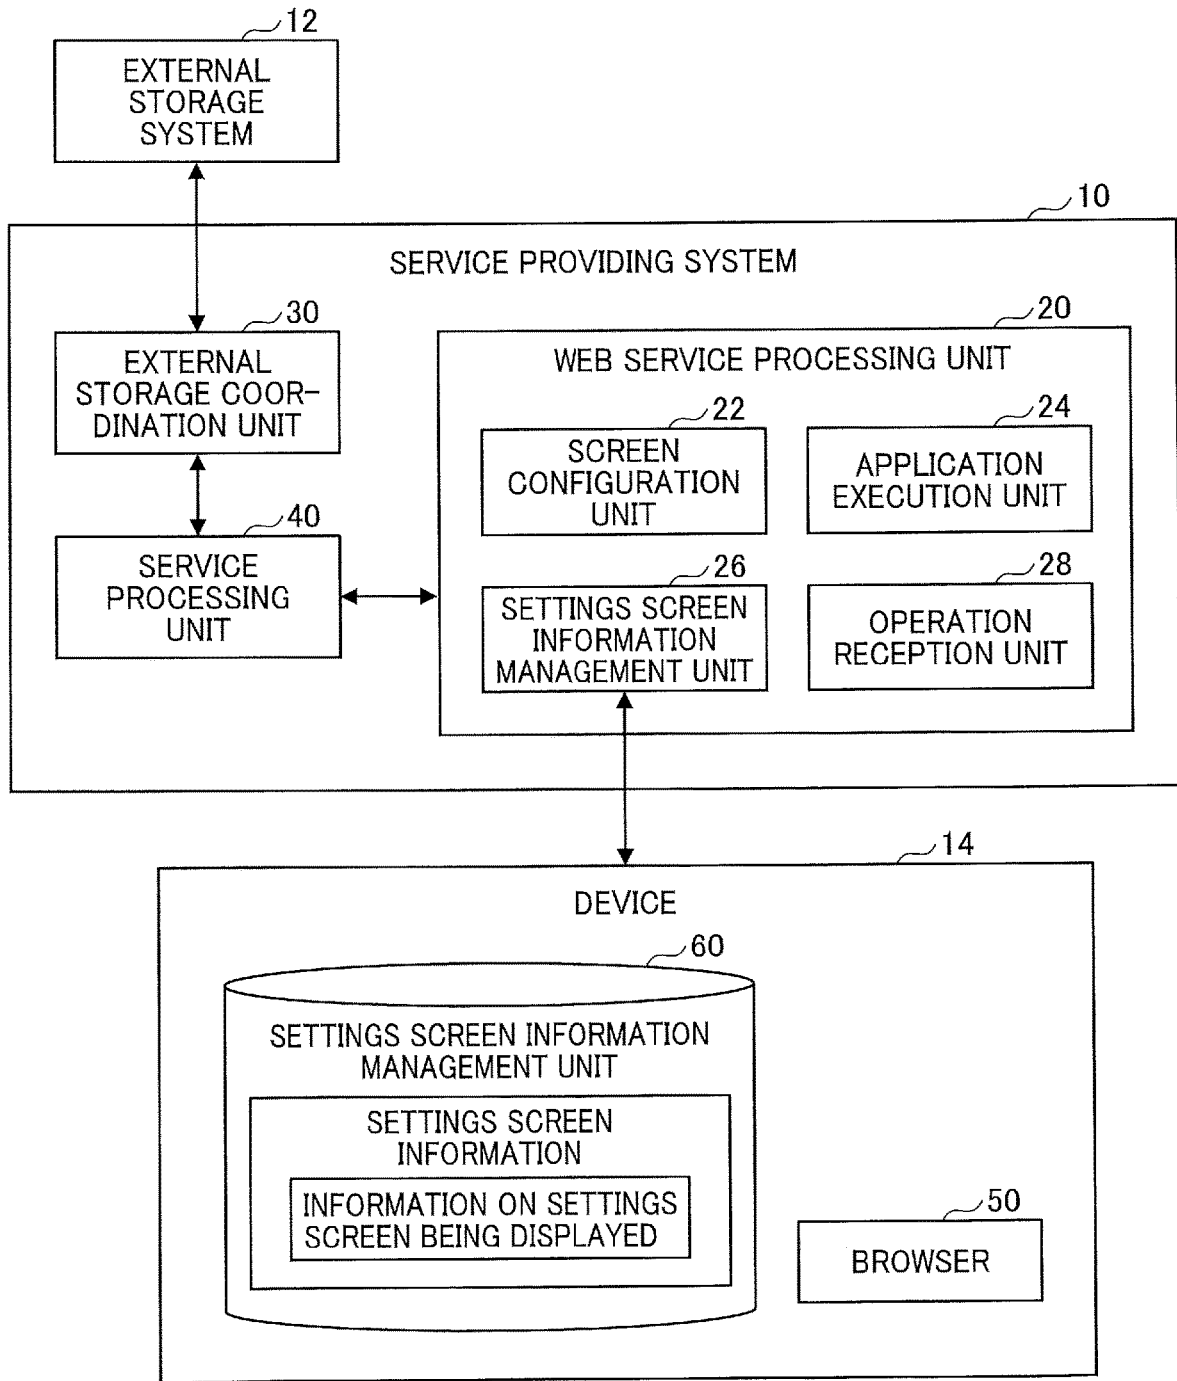 12
EXTERNAL
STORAGE
SYSTEM
10
SERVICE PROVIDING SYSTEM
30
EXTERNAL
STORAGE COOR-
DINATION UNIT
20
WEB SERVICE PROCESSING UNIT
22
SCREEN
CONFIGURATION
UNIT
24
APPLICATION
EXECUTION UNIT
40
SERVICE
PROCESSING
UNIT
26
SETTINGS SCREEN
INFORMATION
MANAGEMENT UNIT
28
OPERATION
RECEPTION UNIT
14
DEVICE
60
SETTINGS SCREEN INFORMATION
MANAGEMENT UNIT
SETTINGS SCREEN
INFORMATION
INFORMATION ON SETTINGS
SCREEN BEING DISPLAYED
50
BROWSER